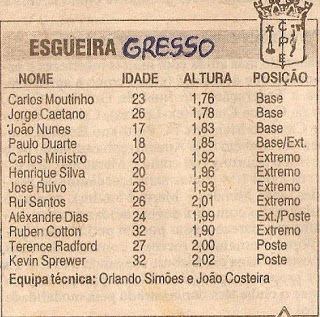 CPE
ESGUEIRA GRESSO
NOME IDADE ALTURA POSIÇÃO
Carlos Moutinho 23 1,76 Base
Jorge Caetano 26 1,78 Base
João Nunes 17 1,83 Base
Paulo Duarte 18 1,85 Base/Ext.
Carlos Ministro 20 1,92 Extremo
Henrique Silva 20 1,96 Extremo
José Ruivo 26 1,93 Extremo
Rui Santos 26 2,01 Extremo
Alêxandre Dias 24 1,99 Ext./Poste
Ruben Cotton 32 1,90 Extremo
Terence Radford 27 2,00 Poste
Kevin Sprewer 32 2,02 Poste
Equipa técnica: Orlando Simões e João Costeira